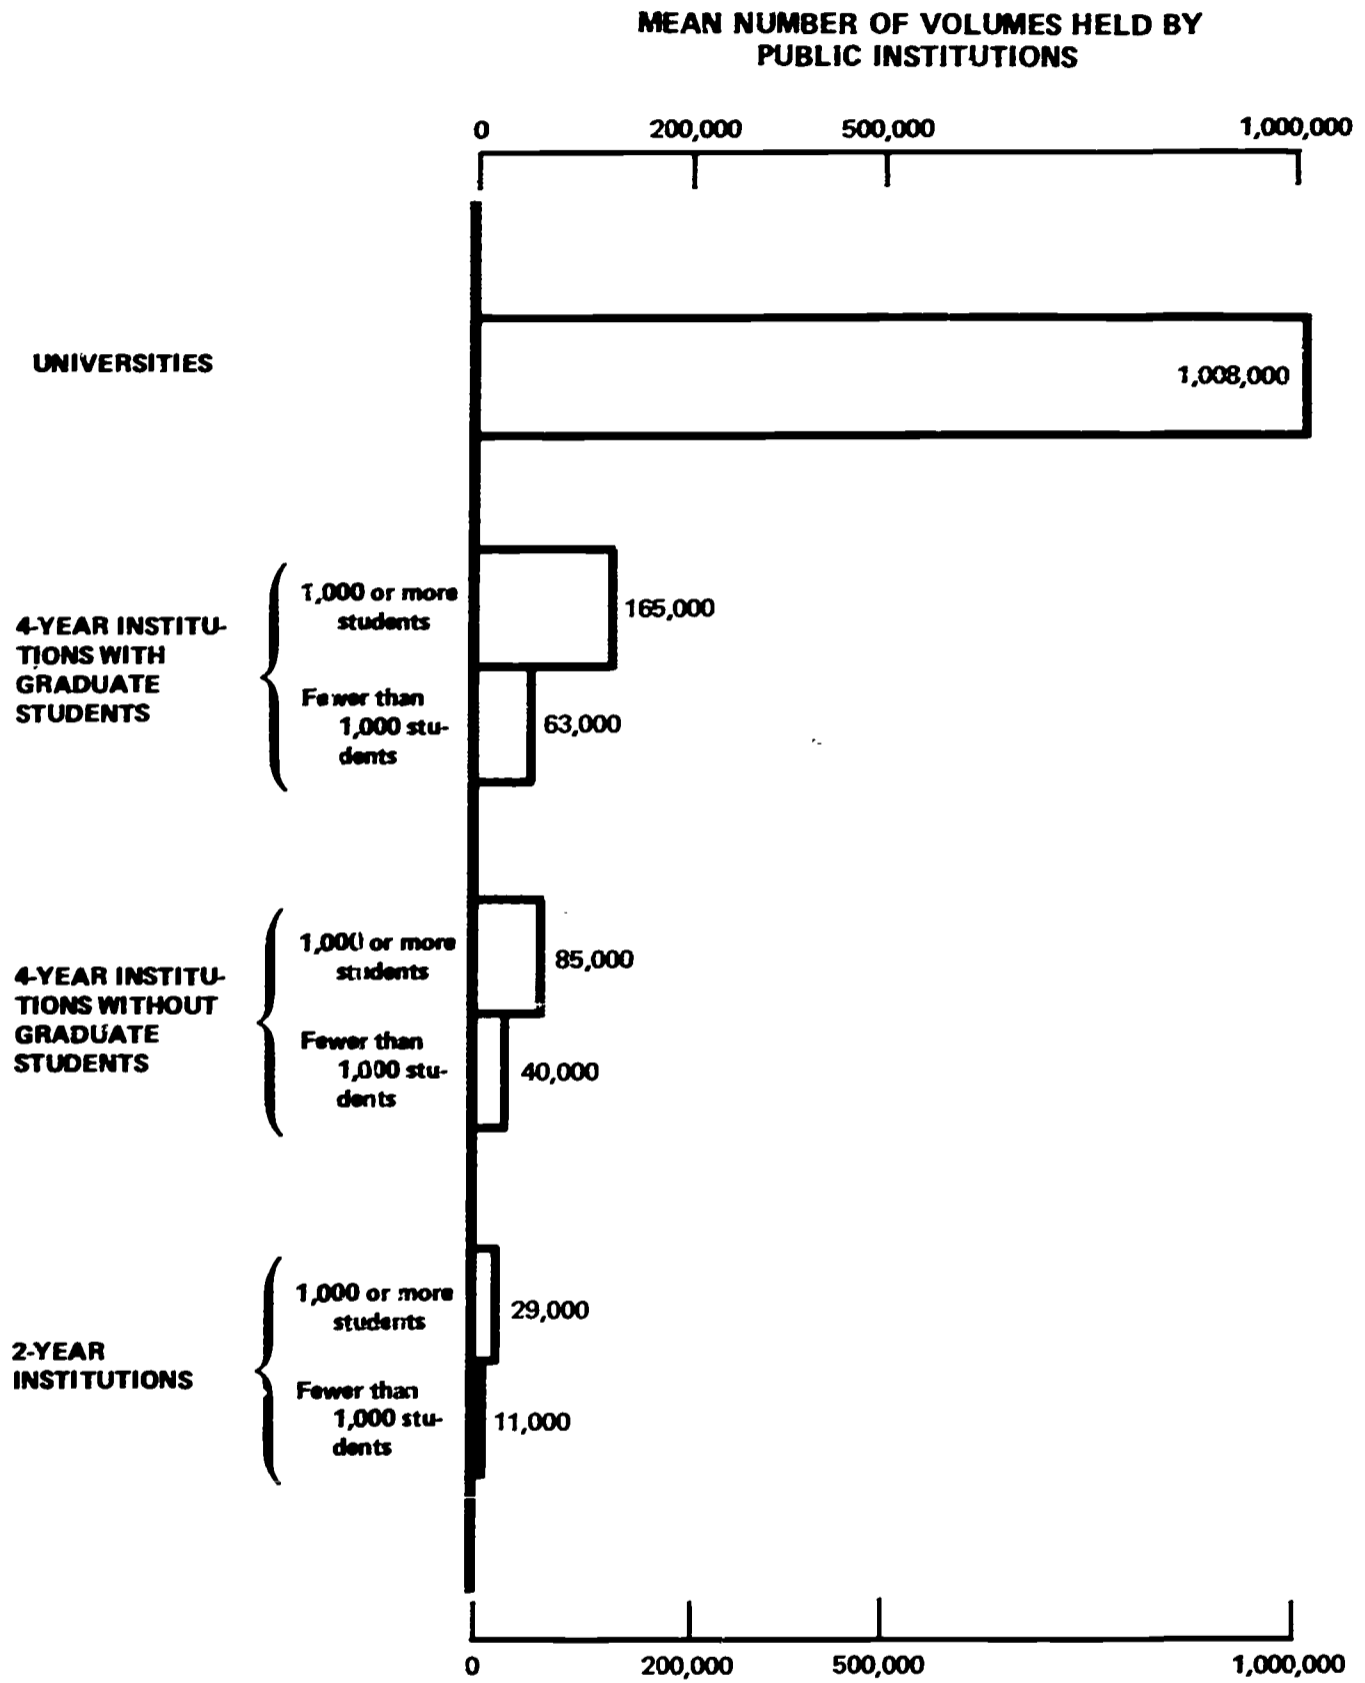 MEAN NUMBER OF VOLUMES HELD BY
PUBLIC INSTITUTIONS
0 200,000 500,000 1,000,000
UNIVERSITIES
1,008,000
4-YEAR INSTITU-
TIONS WITH
GRADUATE
STUDENTS
1,000 or more
students
165,000
Fewer than
1,000 stu-
dents
63,000
4-YEAR INSTITU-
TIONS WITHOUT
GRADUATE
STUDENTS
1,000 or more
students
85,000
Fewer than
1,000 stu-
dents
40,000
2-YEAR
INSTITUTIONS
1,000 or more
students
29,000
Fewer than
1,000 stu-
dents
11,000
0 200,000 500,000 1,000,000